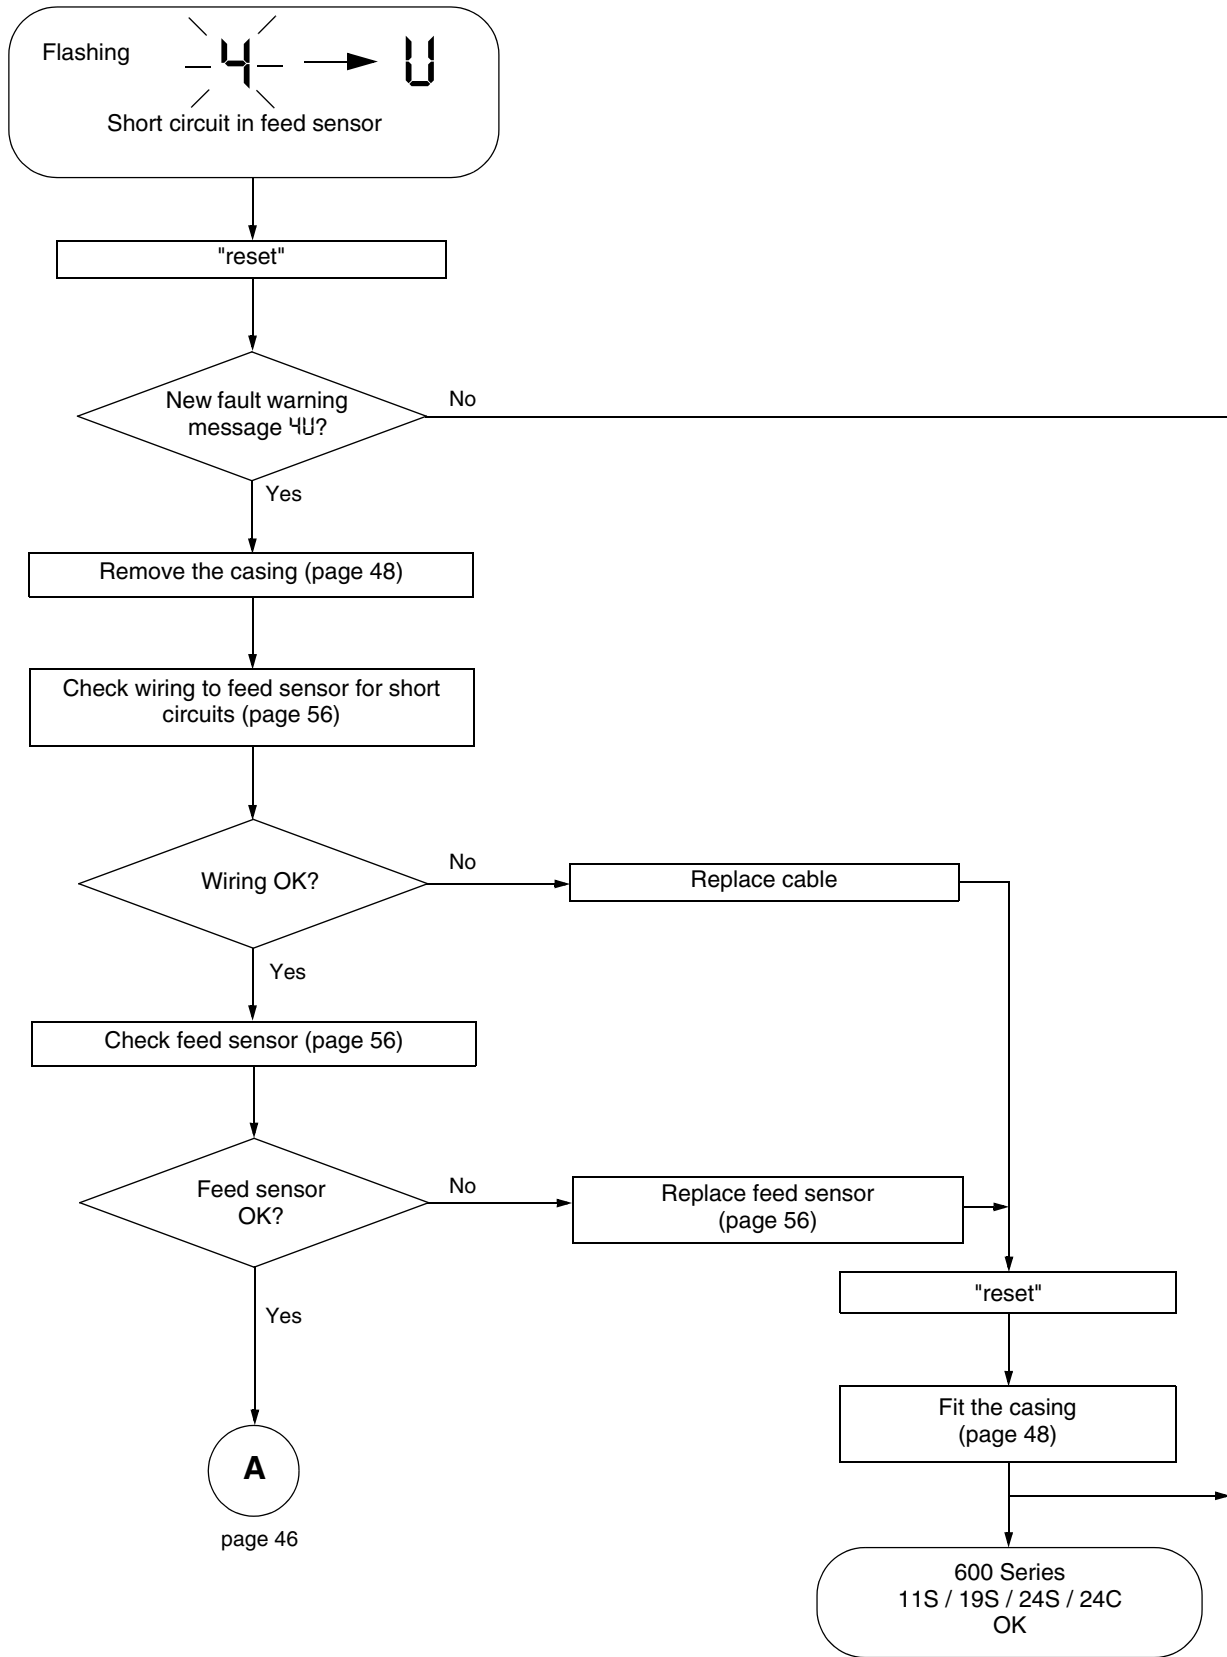 Flashing
4 U
Short circuit in feed sensor
"reset"
New fault warning
message 4U?
No
Yes
Remove the casing (page 48)
Check wiring to feed sensor for short
circuits (page 56)
Wiring OK?
No
Replace cable
Yes
Check feed sensor (page 56)
Feed sensor
OK?
No
Replace feed sensor
(page 56)
Yes
"reset"
Fit the casing
(page 48)
A
page 46
600 Series
11S / 19S / 24S / 24C
OK